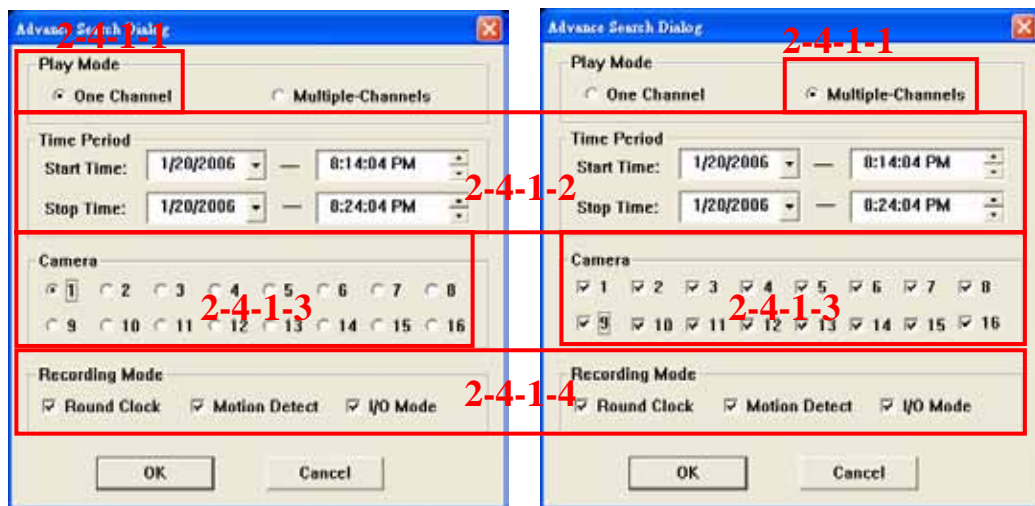 Advance Search Dialog
2-4-1-1
Play Mode
One Channel Multiple-Channels
Time Period
Start Time: 1/20/2006 — 8:14:04 PM
Stop Time: 1/20/2006 — 8:24:04 PM
Camera
1 2 3 4 5 6 7 8
9 10 11 12 13 14 15 16
2-4-1-3
Recording Mode
Round Clock Motion Detect I/O Mode
OK Cancel
2-4-1-2
2-4-1-4
Advance Search Dialog
2-4-1-1
Play Mode
One Channel Multiple-Channels
Time Period
Start Time: 1/20/2006 — 8:14:04 PM
Stop Time: 1/20/2006 — 8:24:04 PM
Camera
1 2 3 4 5 6 7 8
9 10 11 12 13 14 15 16
2-4-1-3
Recording Mode
Round Clock Motion Detect I/O Mode
OK Cancel